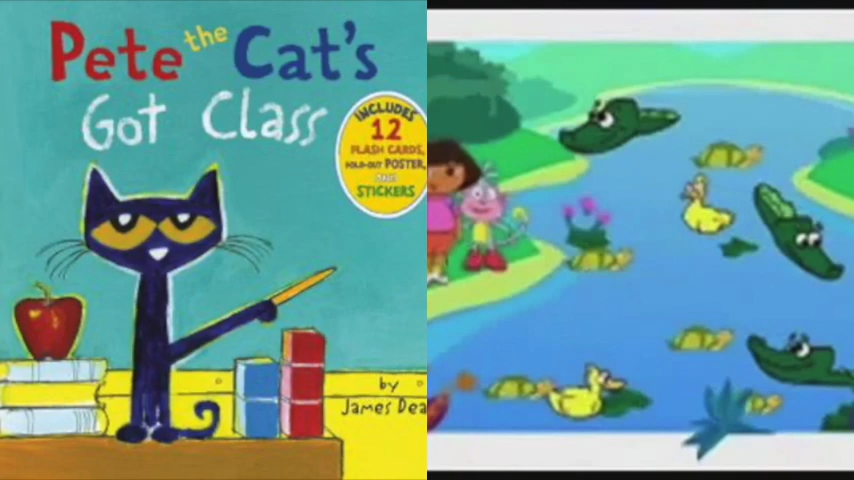 Pete the Cat's
Got Class
INCLUDES
12
FLASH CARDS,
FOLD-OUT POSTER,
AND
STICKERS
by
James Dea